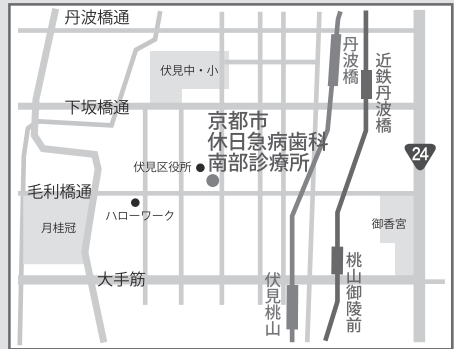 丹波橋通
伏見中・小
丹波橋
近鉄丹波橋
下坂橋通
京都市
休日急病歯科
南部診療所
24
伏見区役所
毛利橋通
ハローワーク
月桂冠
御香宮
大手筋
伏見桃山
桃山御陵前